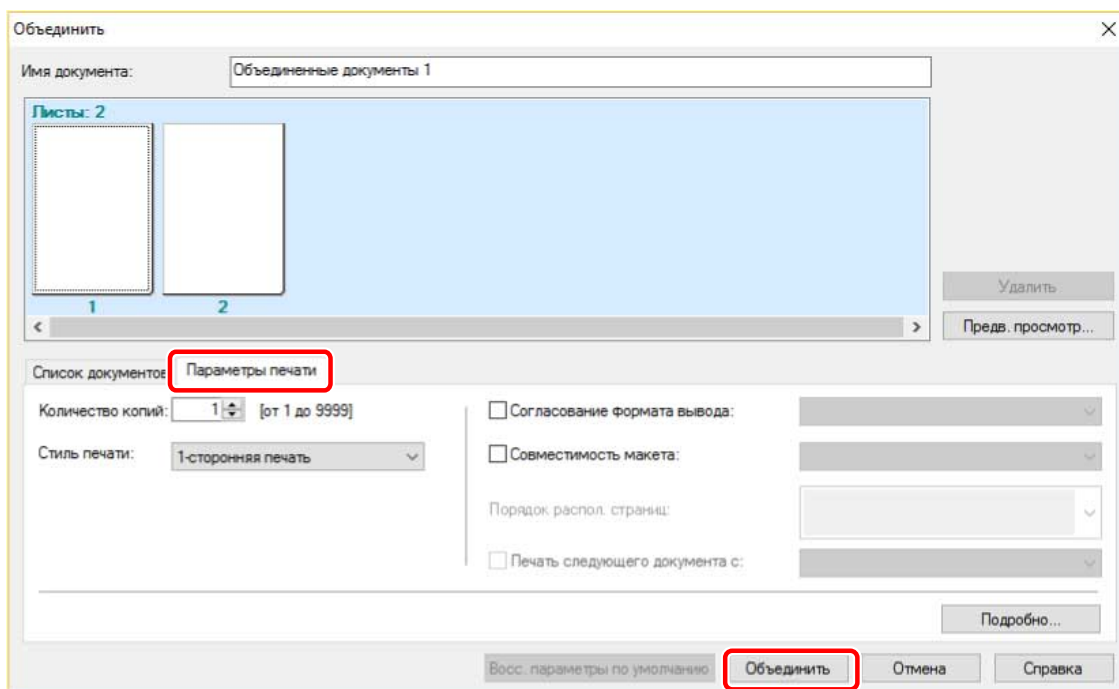 Объединить
Имя документа: Объединенные документы 1
Листы: 2
1 2
Удалить
Предв. просмотр...
Список документов Параметры печати
Количество копий: 1 [от 1 до 9999]
Согласование формата вывода:
Стиль печати: 1-сторонняя печать
Совместимость макета:
Порядок распол. страниц:
Печать следующего документа с:
Подробно...
Восс. параметры по умолчанию Объединить Отмена Справка